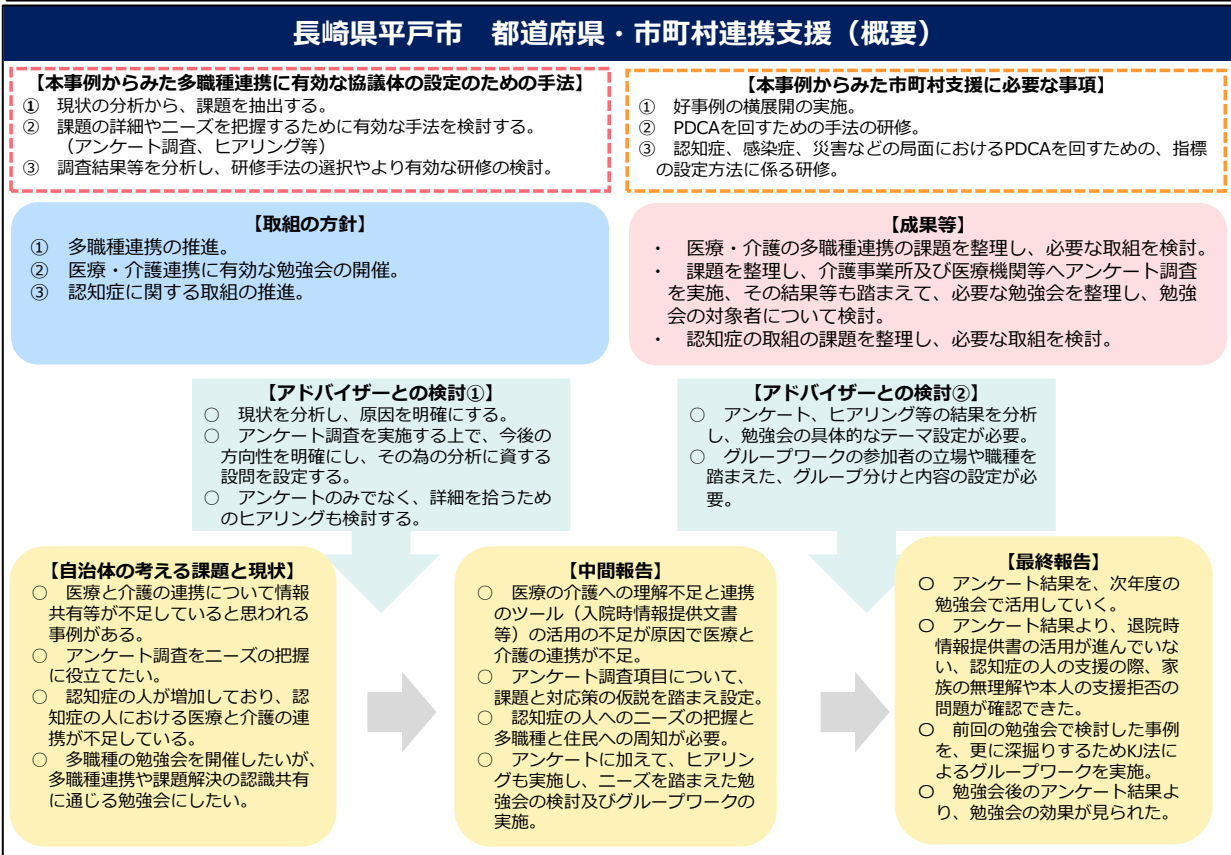 長崎県平戸市　都道府県・市町村連携支援（概要）
【本事例からみた多職種連携に有効な協議体の設定のための手法】
①　現状の分析から、課題を抽出する。
②　課題の詳細やニーズを把握するために有効な手法を検討する。
（アンケート調査、ヒアリング等）
③　調査結果等を分析し、研修手法の選択やより有効な研修の検討。
【本事例からみた市町村支援に必要な事項】
①　好事例の横展開の実施。
②　PDCAを回すための手法の研修。
③　認知症、感染症、災害などの局面におけるPDCAを回すための、指標
の設定方法に係る研修。
【取組の方針】
①　多職種連携の推進。
②　医療・介護連携に有効な勉強会の開催。
③　認知症に関する取組の推進。
【成果等】
・　医療・介護の多職種連携の課題を整理し、必要な取組を検討。
・　課題を整理し、介護事業所及び医療機関等へアンケート調査
を実施、その結果等も踏まえて、必要な勉強会を整理し、勉強
会の対象者について検討。
・　認知症の取組の課題を整理し、必要な取組を検討。
【アドバイザーとの検討①】
○　現状を分析し、原因を明確にする。
○　アンケート調査を実施する上で、今後の
方向性を明確にし、その為の分析に資する
設問を設定する。
○　アンケートのみでなく、詳細を拾うため
のヒアリングも検討する。
【アドバイザーとの検討②】
○　アンケート、ヒアリング等の結果を分析
し、勉強会の具体的なテーマ設定が必要。
○　グループワークの参加者の立場や職種を
踏まえた、グループ分けと内容の設定が必
要。
【自治体の考える課題と現状】
○　医療と介護の連携について情報
共有等が不足していると思われる
事例がある。
○　アンケート調査をニーズの把握
に役立てたい。
○　認知症の人が増加しており、認
知症の人における医療と介護の連
携が不足している。
○　多職種の勉強会を開催したいが、
多職種連携や課題解決の認識共有
に通じる勉強会にしたい。
【中間報告】
○　医療の介護への理解不足と連携
のツール（入院時情報提供文書
等）の活用の不足が原因で医療と
介護の連携が不足。
○　アンケート調査項目について、
課題と対応策の仮説を踏まえ設定。
○　認知症の人へのニーズの把握と
多職種と住民への周知が必要。
○　アンケートに加えて、ヒアリン
グも実施し、ニーズを踏まえた勉
強会の検討及びグループワークの
実施。
【最終報告】
○　アンケート結果を、次年度の
勉強会で活用していく。
○　アンケート結果より、退院時
情報提供書の活用が進んでいな
い、認知症の人の支援の際、家
族の無理解や本人の支援拒否の
問題が確認できた。
○　前回の勉強会で検討した事例
を、更に深掘りするためKJ法に
よるグループワークを実施。
○　勉強会後のアンケート結果よ
り、勉強会の効果が見られた。